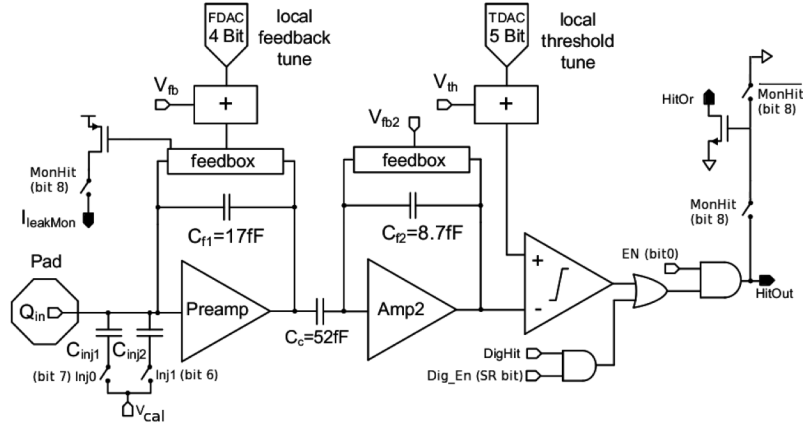 FDAC
4 Bit
local
feedback
tune
TDAC
5 Bit
local
threshold
tune
Vfb
+
Vth
+
Vfb2
HitOr
MonHit
(bit 8)
feedbox
feedbox
MonHit
(bit 8)
IleakMon
MonHit
(bit 8)
Cf1=17fF
Cf2=8.7fF
Pad
Qin
Preamp
Cc=52fF
Amp2
+
-
EN (bit0)
HitOut
Cinj1
Cinj2
(bit 7) Inj0
Inj1 (bit 6)
Vcal
DigHit
Dig_En (SR bit)